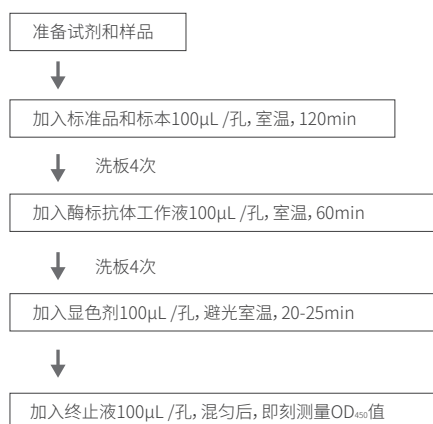 准备试剂和样品
加入标准品和标本100μL /孔, 室温, 120min
洗板4次
加入酶标抗体工作液100μL /孔, 室温, 60min
洗板4次
加入显色剂100μL /孔, 避光室温, 20-25min
加入终止液100μL /孔, 混匀后, 即刻测量OD₄₅₀值